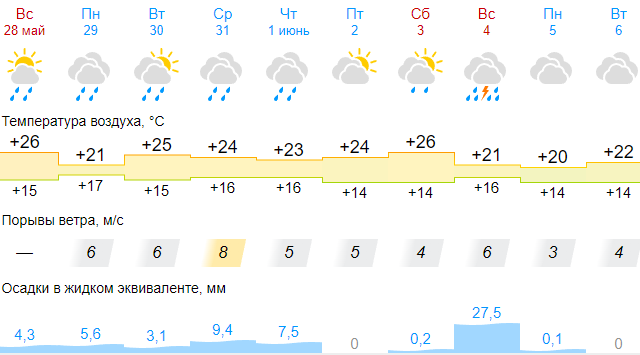 Вс Пн Вт Ср Чт Пт Сб Вс Пн Вт
28 май 29 30 31 1 июнь 2 3 4 5 6
Температура воздуха, °C
+26 +21 +25 +24 +23 +24 +26 +21 +20 +22
+15 +17 +15 +16 +16 +14 +14 +16 +14 +14
Порывы ветра, м/с
— 6 6 8 5 5 4 6 3 4
Осадки в жидком эквиваленте, мм
4,3 5,6 3,1 9,4 7,5 0 0,2 27,5 0,1 0